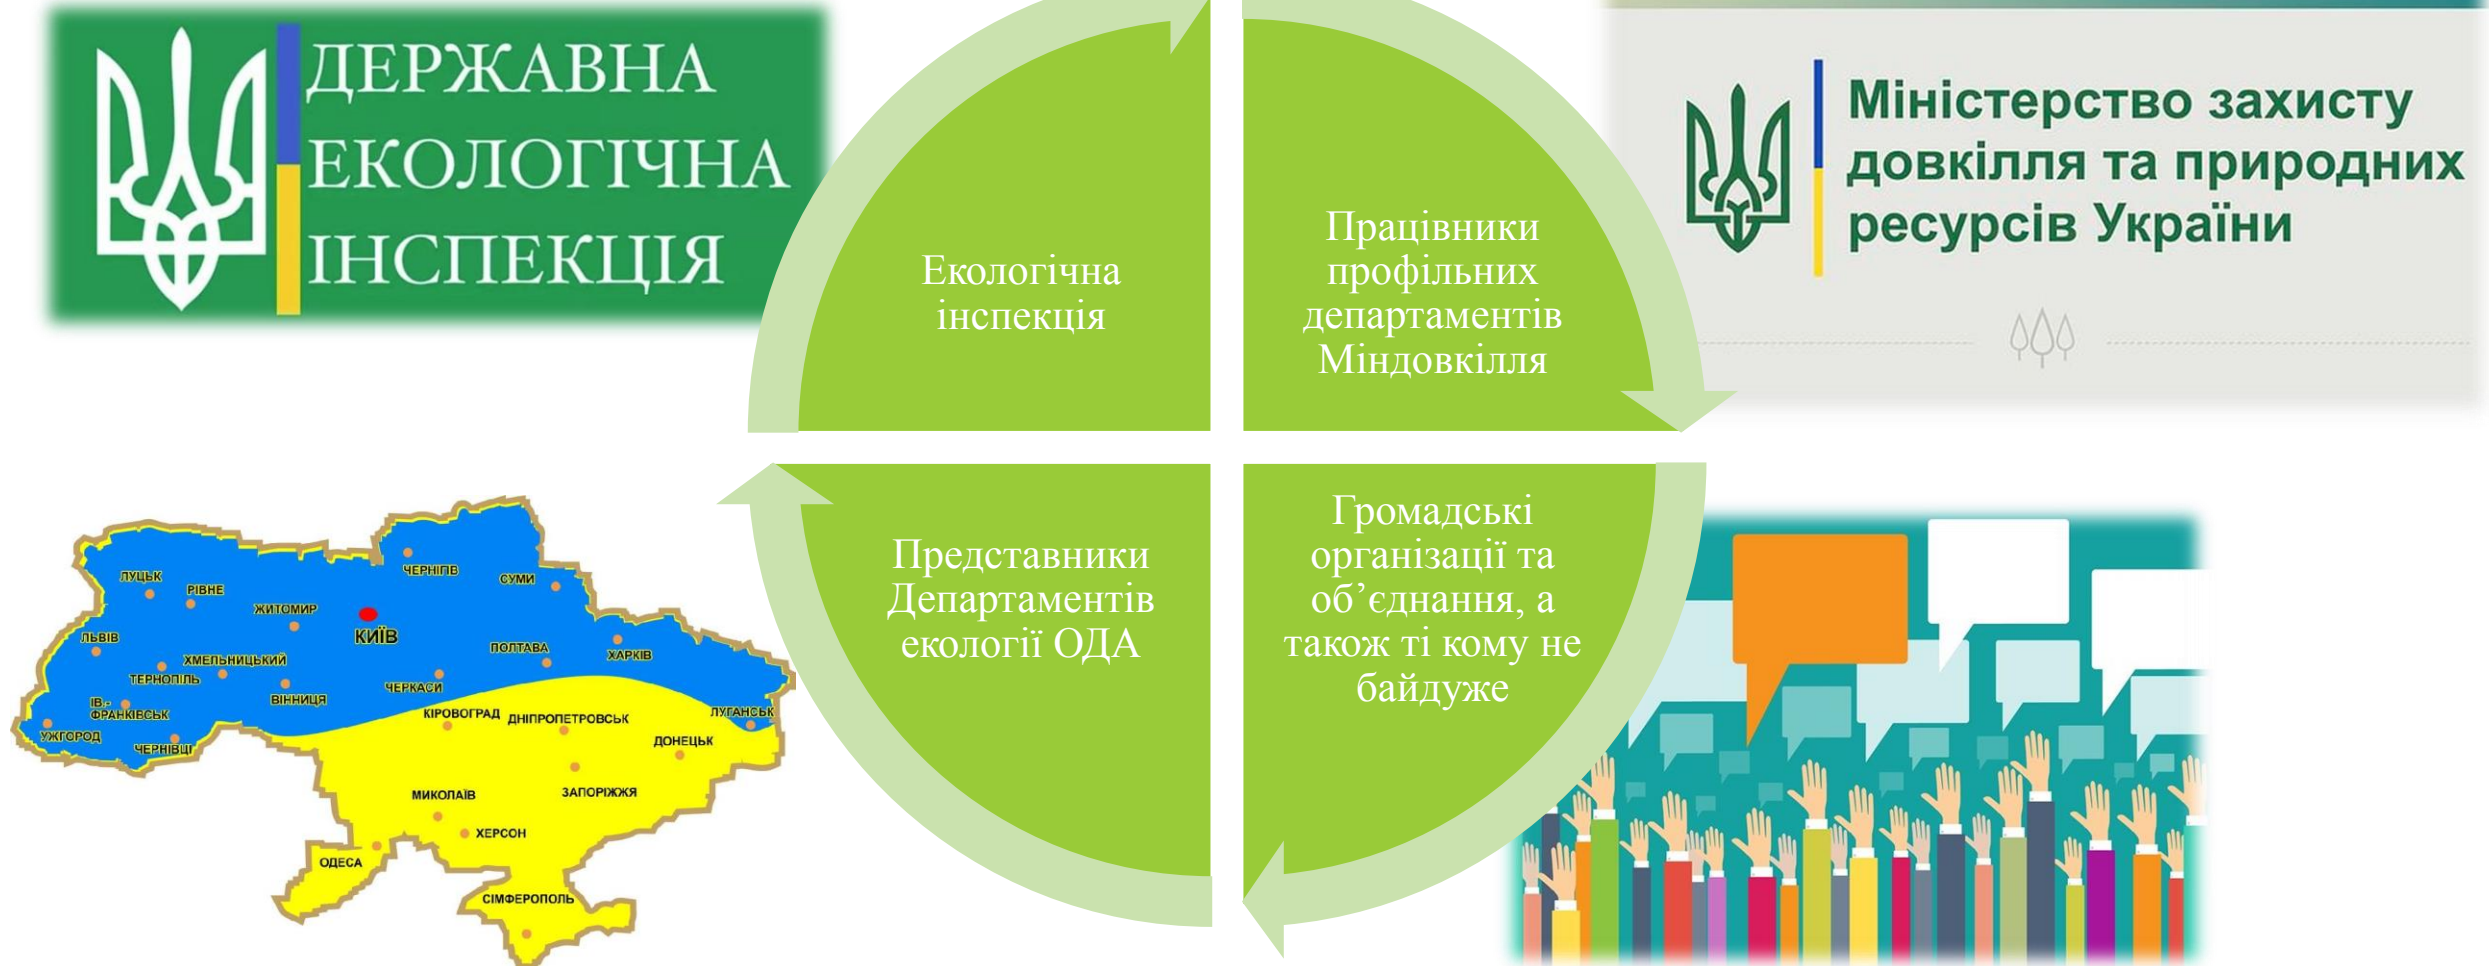 ДЕРЖАВНА
ЕКОЛОГІЧНА
ІНСПЕКЦІЯ
Екологічна
інспекція
Працівники
профільних
департаментів
Міндовкілля
Міністерство захисту
довкілля та природних
ресурсів України
Представники
Департаментів
екології ОДА
Громадські
організації та
об’єднання, а
також ті кому не
байдуже
ЛУЦЬК
РІВНЕ
ЖИТОМИР
КИЇВ
ЧЕРНІГІВ
СУМИ
ЛЬВІВ
ТЕРНОПІЛЬ
ХМЕЛЬНИЦЬКИЙ
ВІННИЦЯ
ЧЕРКАСИ
ПОЛТАВА
ХАРКІВ
ІВ.-
ФРАНКІВСЬК
УЖГОРОД
ЧЕРНІВЦІ
КІРОВОГРАД
ДНІПРОПЕТРОВСЬК
ЛУГАНСЬК
ДОНЕЦЬК
МИКОЛАЇВ
ЗАПОРІЖЖЯ
ХЕРСОН
ОДЕСА
СІМФЕРОПОЛЬ